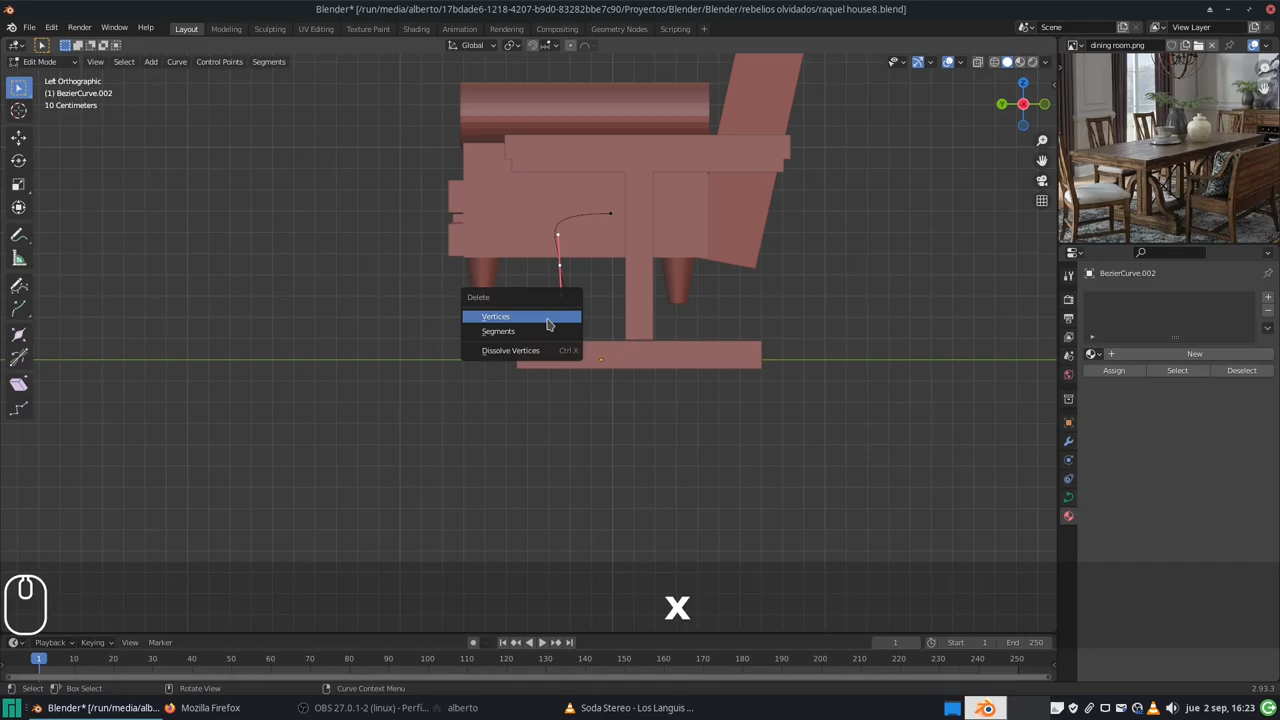 Blender* [/run/media/alberto/17bdade6-1218-4207-b9d0-83282bbe7c90/Proyectos/Blender/Blender/rebelios olvidados/raquel house8.blend]
File Edit Render Window Help
Layout Modeling Sculpting UV Editing Texture Paint Shading Animation Rendering Compositing Geometry Nodes Scripting
Scene
View Layer
Global
dining room.png
Edit Mode
View Select Add Curve Control Points Segments
Left Orthographic
(1) BezierCurve.002
10 Centimeters
Z
Y
X
BezierCurve.002
New
Assign Select Deselect
Delete
Vertices
Segments
Dissolve Vertices Ctrl X
X
Playback Keying View Marker
1 Start 1 End 250
1 10 20 30 40 50 60 70 80 90 100 110 120 130 140 150 160 170 180 190 200 210 220 230 240 250
Select Box Select Rotate View Curve Context Menu 2.93.3
Blender* [/run/media/alb... Mozilla Firefox OBS 27.0.1-2 (linux) - Perfi... alberto Soda Stereo - Los Languis ... jue 2 sep, 16:23